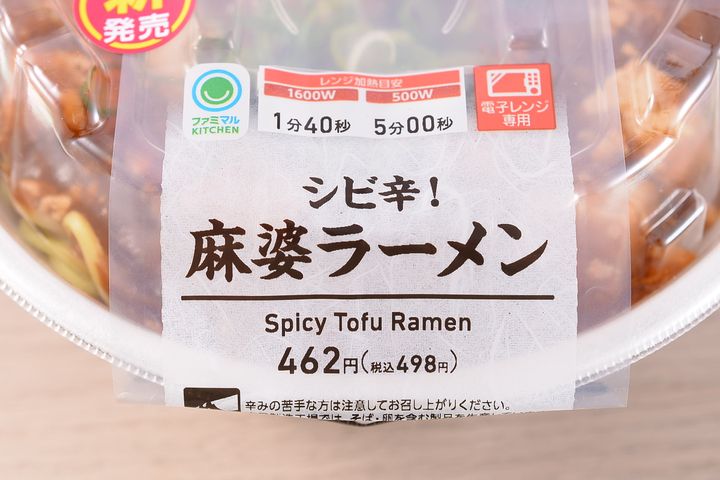 新
発売
レンジ加熱目安
1600W 500W
1分40秒 5分00秒
電子レンジ
専用
ファミマル
KITCHEN
シビ辛!
麻婆ラーメン
Spicy Tofu Ramen
462円(税込498円)
辛みの苦手な方は注意してお召し上がりください。